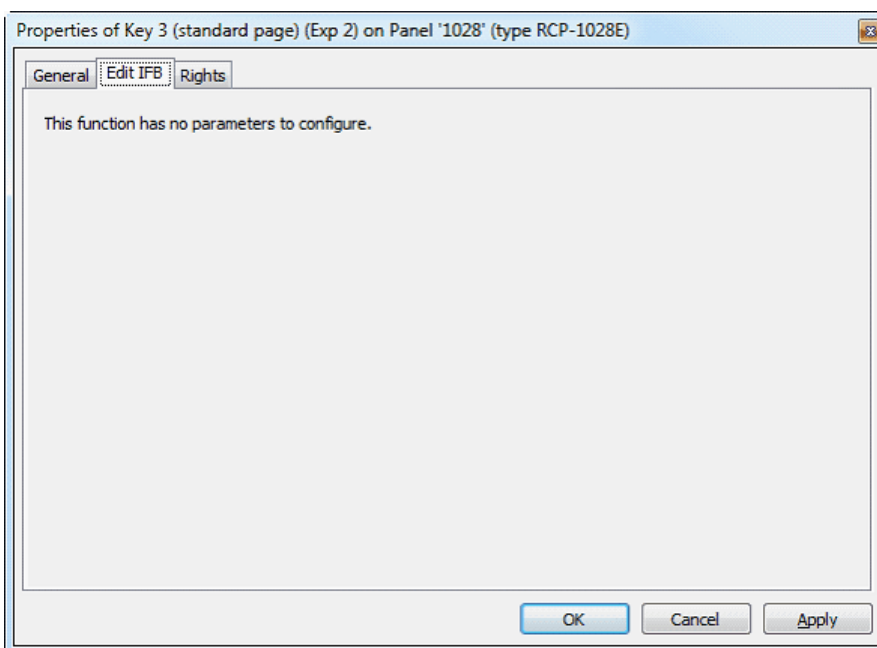 Properties of Key 3 (standard page) (Exp 2) on Panel '1028' (type RCP-1028E)
General Edit IFB Rights
This function has no parameters to configure.
OK Cancel Apply